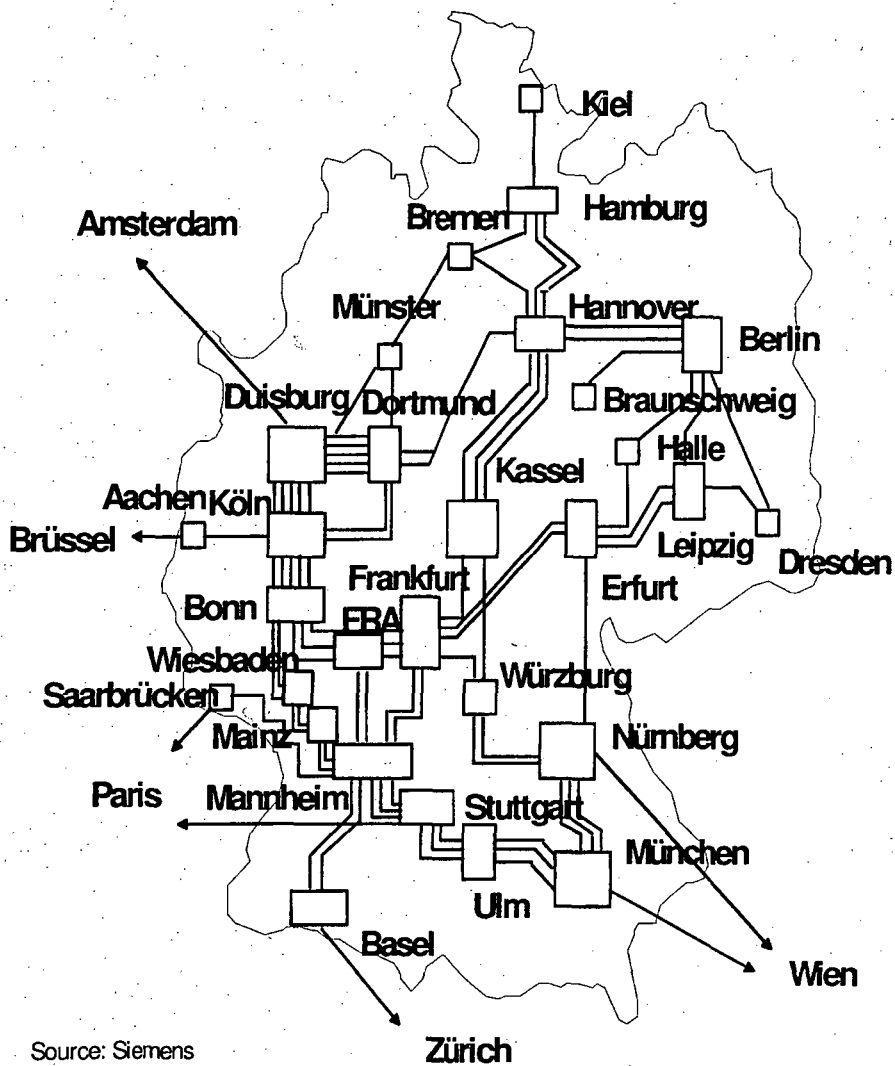 Kiel
Hamburg
Bremen
Amsterdam
Münster
Hannover
Berlin
Duisburg
Dortmund
Braunschweig
Halle
Kassel
Aachen
Köln
Brüssel
Leipzig
Dresden
Frankfurt
Erfurt
Bonn
FRA
Wiesbaden
Saarbrücken
Würzburg
Mainz
Nürnberg
Paris
Mannheim
Stuttgart
München
Ulm
Basel
Wien
Source: Siemens
Zürich